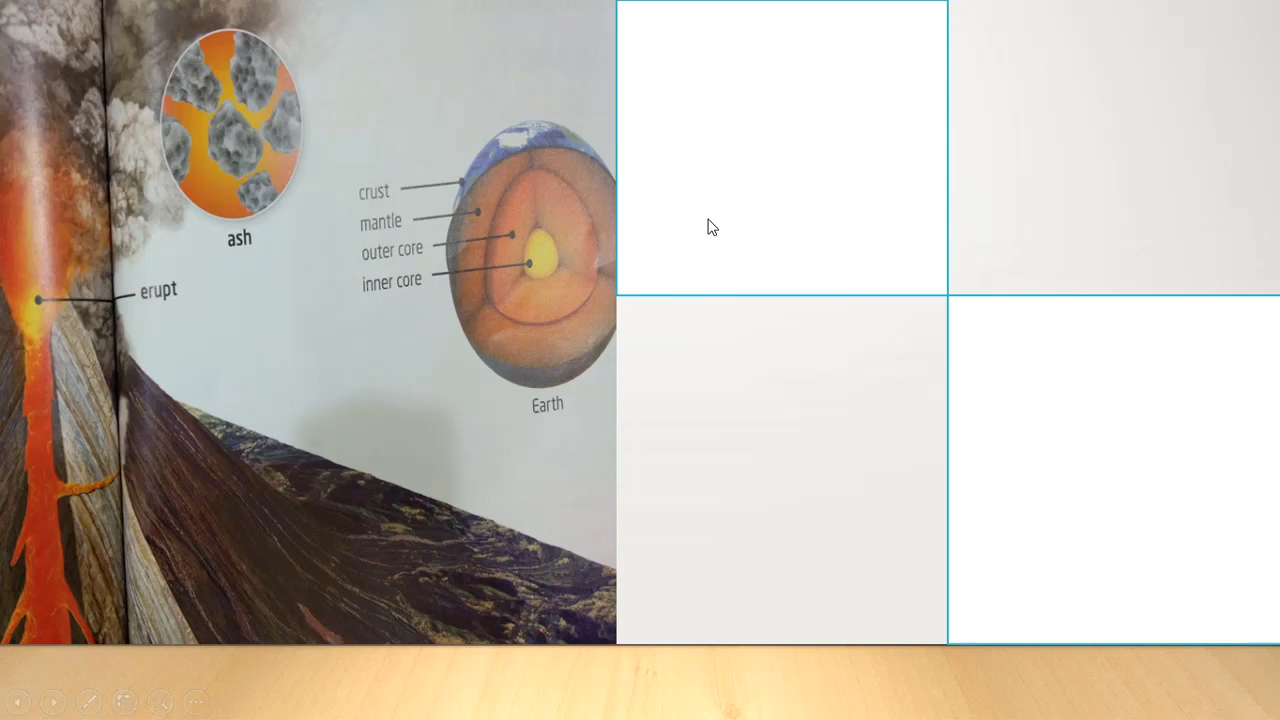 ash
erupt
crust
mantle
outer core
inner core
Earth